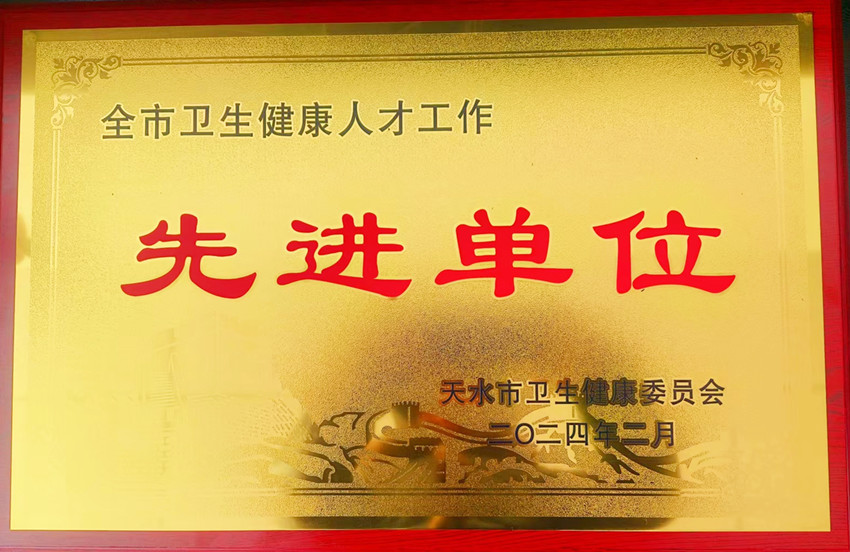 全市卫生健康人才工作
先进单位
天水市卫生健康委员会
二〇二四年二月